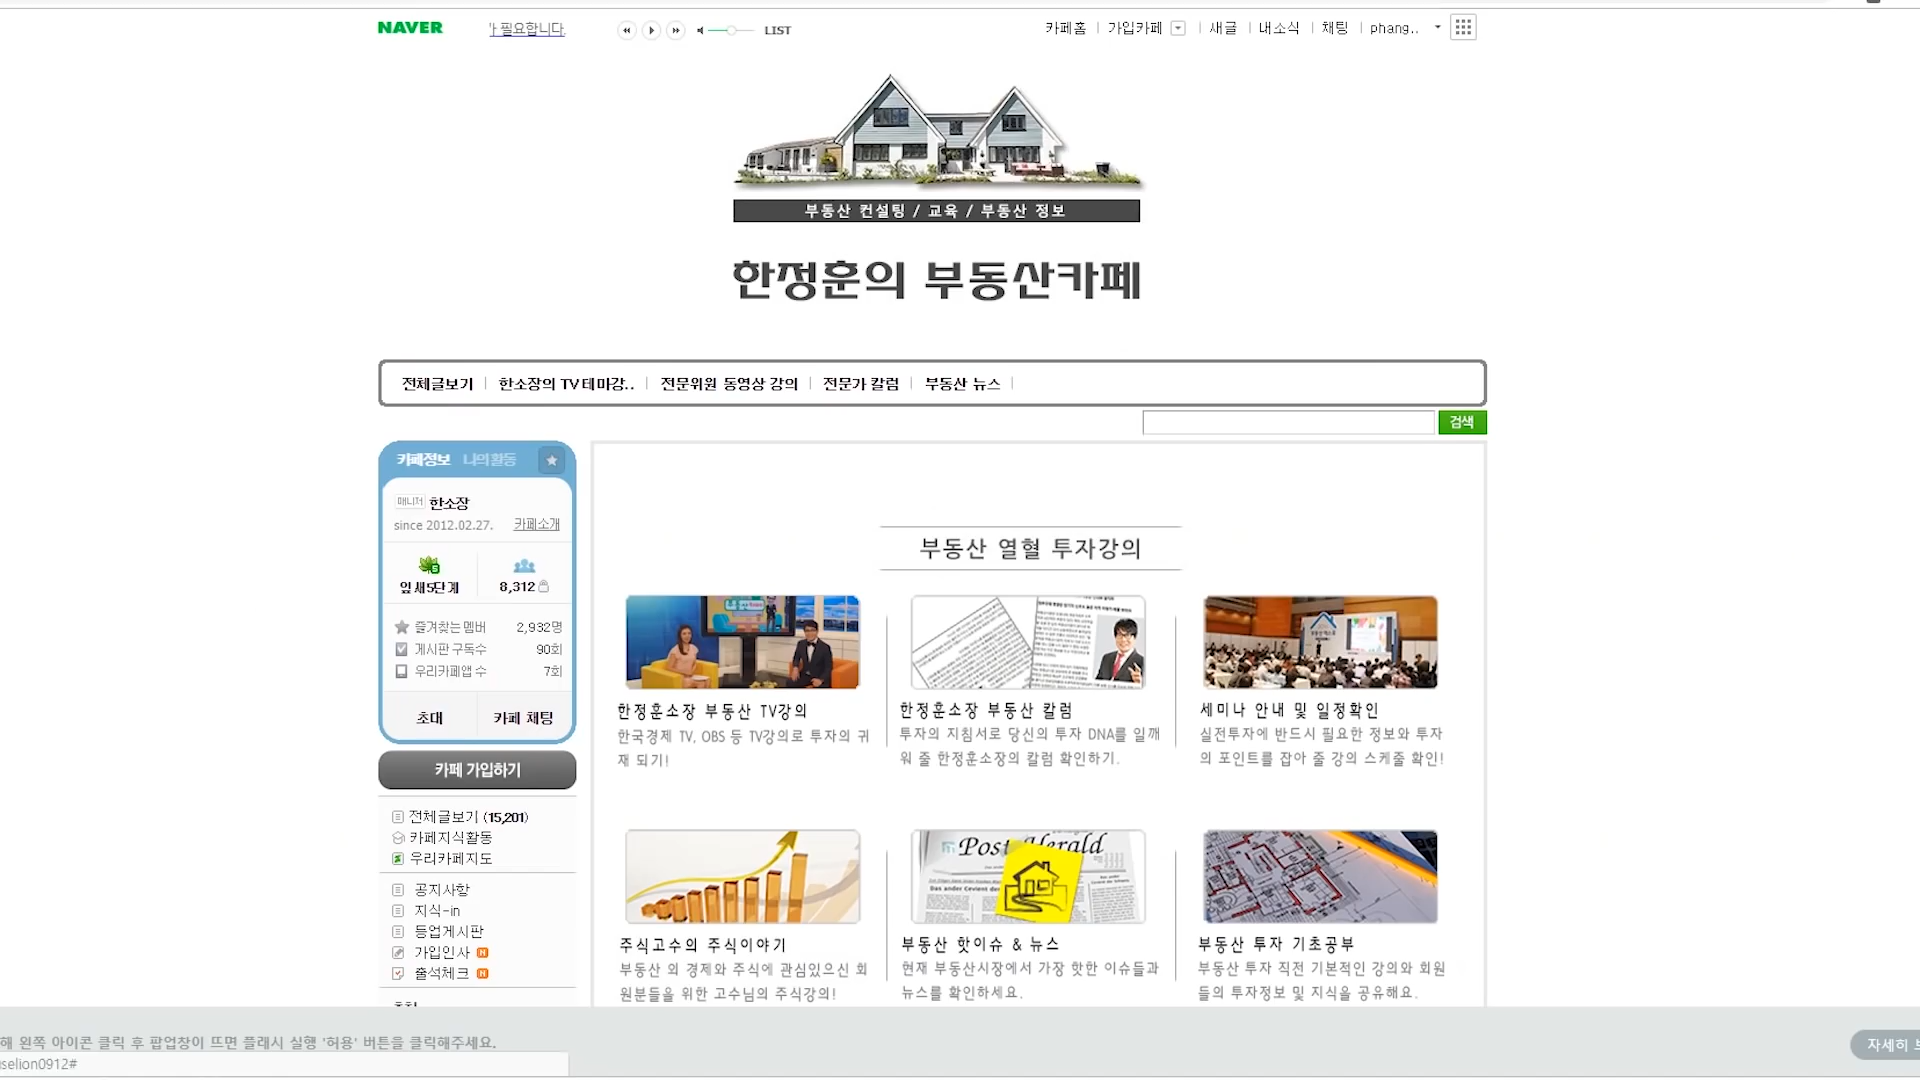 NAVER
필요합니다.
LIST
카페홈
가입카페
새글
내소식
채팅
phang..
부동산 컨설팅 / 교육 / 부동산 정보
한정훈의 부동산카페
전체글보기
한소장의 TV 테마강..
전문위원 동영상 강의
전문가 칼럼
부동산 뉴스
검색
카페정보 나의활동
매니저 한소장
since 2012.02.27.
카페소개
잎새5단계
8,312
즐겨찾는 멤버 2,932명
게시판 구독수 90회
우리카페앱 수 7회
초대
카페 채팅
카페 가입하기
전체글보기 (15,201)
카페지식활동
우리카페지도
공지사항
지식-in
등업게시판
가입인사
출석체크
부동산 열혈 투자강의
한정훈소장 부동산 TV강의
한국경제 TV, OBS 등 TV강의로 투자의 귀
재 되기!
한정훈소장 부동산 칼럼
투자의 지침서로 당신의 투자 DNA를 일깨
워 줄 한정훈소장의 칼럼 확인하기.
세미나 안내 및 일정확인
실전투자에 반드시 필요한 정보와 투자
의 포인트를 잡아 줄 강의 스케줄 확인!
Post Herald
Das ander Cevient
주식고수의 주식이야기
부동산 외 경제와 주식에 관심있으신 회
원분들을 위한 고수님의 주식강의!
부동산 핫이슈 & 뉴스
현재 부동산시장에서 가장 핫한 이슈들과
뉴스를 확인하세요.
부동산 투자 기초공부
부동산 투자 직전 기본적인 강의와 회원
들의 투자정보 및 지식을 공유해요.
해 왼쪽 아이콘 클릭 후 팝업창이 뜨면 플래시 실행 '허용' 버튼을 클릭해주세요.
selion0912#
자세히